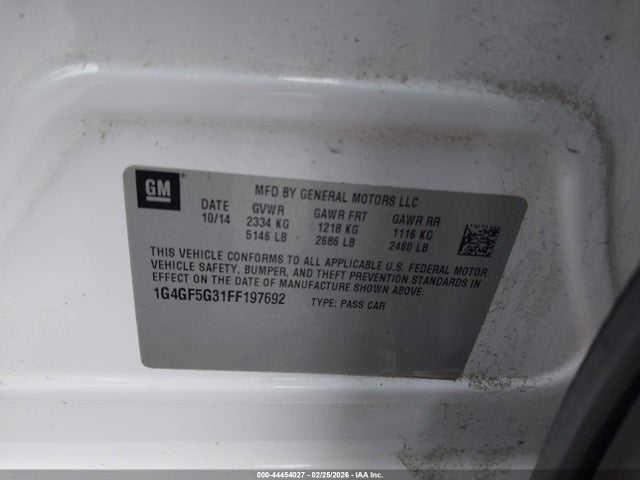 GM
MFD BY GENERAL MOTORS LLC
DATE GVWR GAWR FRT GAWR RR
10/14 2334 KG 1218 KG 1116 KG
5146 LB 2686 LB 2460 LB
THIS VEHICLE CONFORMS TO ALL APPLICABLE U.S. FEDERAL MOTOR
VEHICLE SAFETY, BUMPER, AND THEFT PREVENTION STANDARDS IN
EFFECT ON THE DATE OF MANUFACTURE SHOWN ABOVE.
1G4GF5G31FF197692 TYPE: PASS CAR
000-44454027 - 02/25/2026 - IAA Inc.